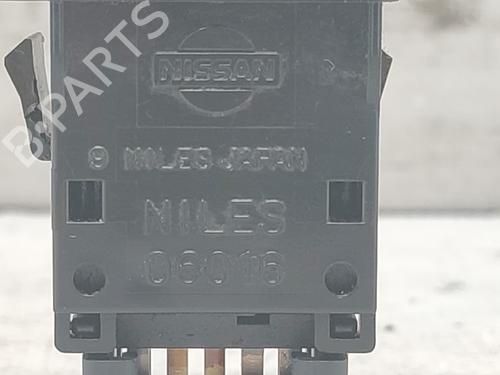 B-PARTS
NISSAN
9 NILES JAPAN
NILES
06016